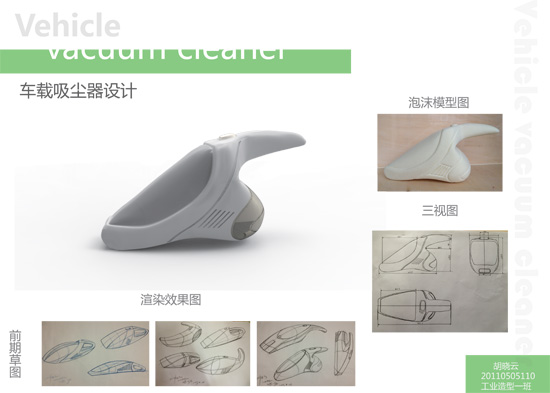 Vehicle
vacuum cleaner
车载吸尘器设计
Vehicle vacuum cleaner
泡沫模型图
三视图
渲染效果图
前期草图
胡晓云
20110505110
工业造型一班